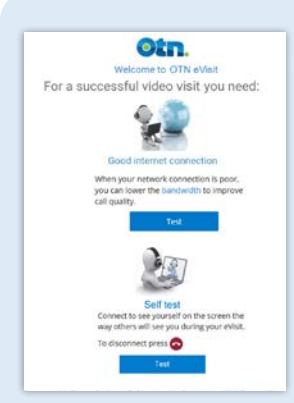 Otn.
Welcome to OTN eVisit
For a successful video visit you need:
Good internet connection
When your network connection is poor,
you can lower the bandwidth to improve
call quality.
Test
Self test
Connect to see yourself on the screen the
way others will see you during your eVisit.
To disconnect press
Test